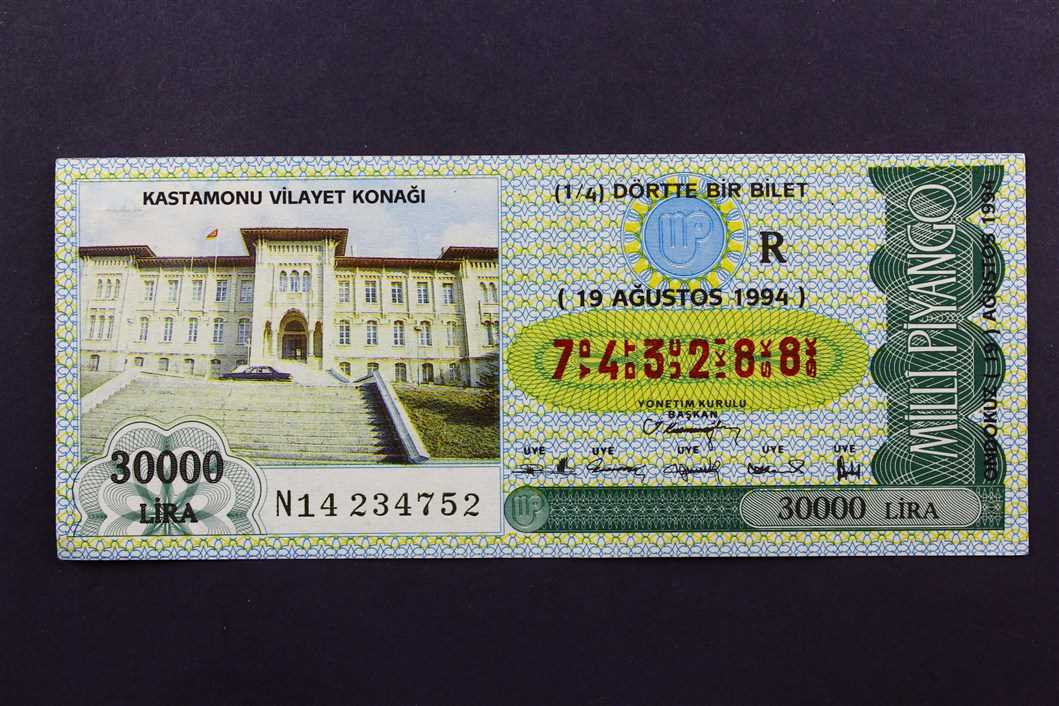 KASTAMONU VİLAYET KONAĞI
30000
LİRA
N14 234752
(1/4) DÖRTTE BİR BİLET
R
( 19 AĞUSTOS 1994 )
7 4 3 2 8 8
YÖNETİM KURULU
BAŞKAN
ÜYE ÜYE ÜYE ÜYE ÜYE
30000 LİRA
MİLLİ PİYANGO